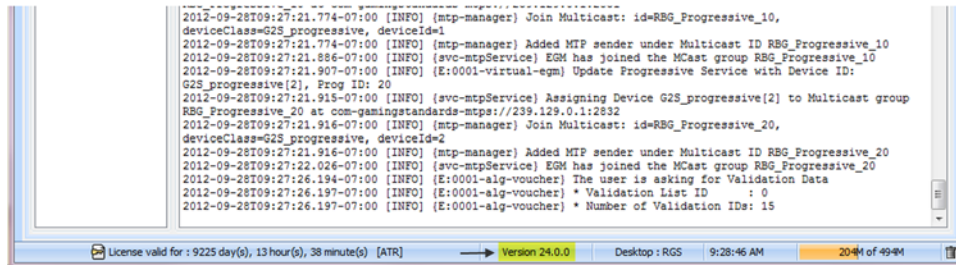 2012-09-28T09:27:21.774-07:00 [INFO] {mtp-manager} Join Multicast: id=RBG_Progressive_10,
deviceClass=G2S_progressive, deviceId=1
2012-09-28T09:27:21.774-07:00 [INFO] {mtp-manager} Added MTP sender under Multicast ID RBG_Progressive_10
2012-09-28T09:27:21.886-07:00 [INFO] {svc-mtpService} EGM has joined the MCast group RBG_Progressive_10
2012-09-28T09:27:21.907-07:00 [INFO] {E:0001-virtual-egm} Update Progressive Service with Device ID:
G2S_progressive[2], Prog ID: 20
2012-09-28T09:27:21.915-07:00 [INFO] {svc-mtpService} Assigning Device G2S_progressive[2] to Multicast group
RBG_Progressive_20 at com-gamingstandards-mtps://239.129.0.1:2832
2012-09-28T09:27:21.916-07:00 [INFO] {mtp-manager} Join Multicast: id=RBG_Progressive_20,
deviceClass=G2S_progressive, deviceId=2
2012-09-28T09:27:21.916-07:00 [INFO] {mtp-manager} Added MTP sender under Multicast ID RBG_Progressive_20
2012-09-28T09:27:22.026-07:00 [INFO] {svc-mtpService} EGM has joined the MCast group RBG_Progressive_20
2012-09-28T09:27:26.194-07:00 [INFO] {E:0001-alg-voucher} The user is asking for Validation Data
2012-09-28T09:27:26.197-07:00 [INFO] {E:0001-alg-voucher} * Validation List ID : 0
2012-09-28T09:27:26.197-07:00 [INFO] {E:0001-alg-voucher} * Number of Validation IDs: 15
License valid for : 9225 day(s), 13 hour(s), 38 minute(s) [ATR] Version 24.0.0 Desktop : RGS 9:28:46 AM 204M of 494M